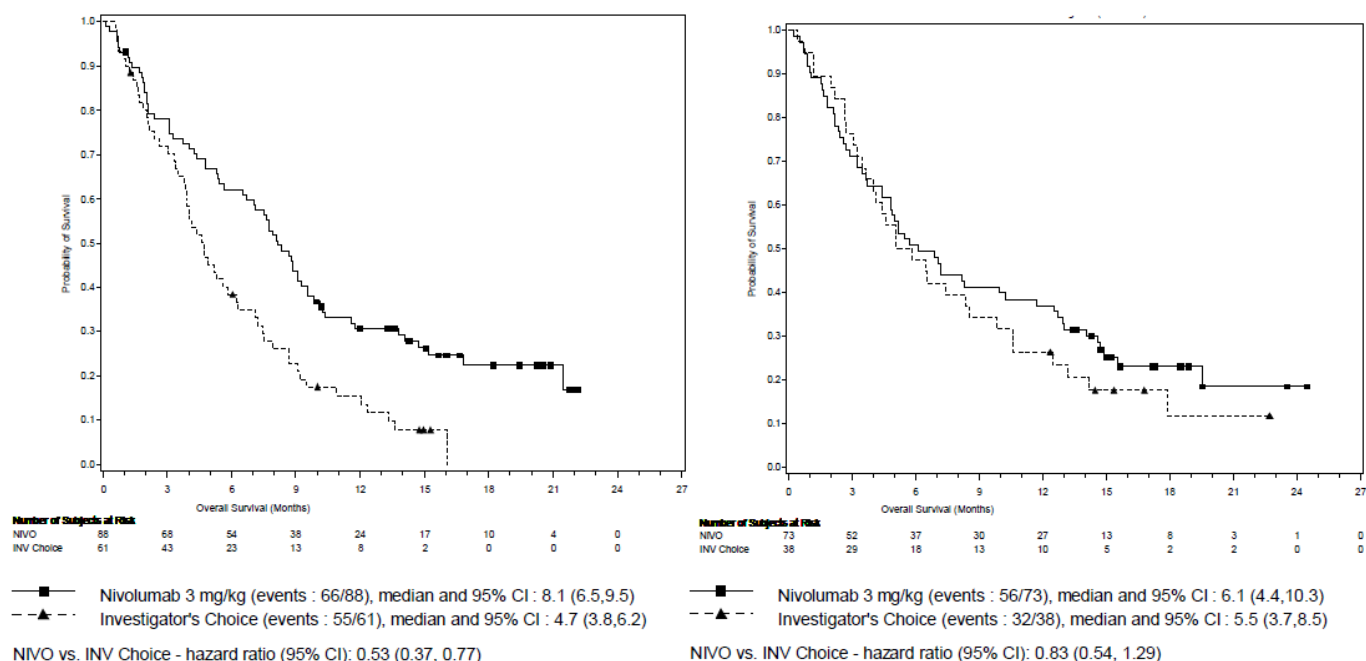 1.0
0.9
0.8
0.7
0.6
0.5
0.4
0.3
0.2
0.1
0.0
Probability of Survival
0 3 6 9 12 15 18 21 24 27
Overall Survival (Months)
Number of Subjects at Risk
NIVO 88 68 54 38 24 17 10 4 0
INV Choice 61 43 23 13 8 2 0 0 0
Nivolumab 3 mg/kg (events : 66/88), median and 95% CI : 8.1 (6.5,9.5)
Investigator's Choice (events : 55/61), median and 95% CI : 4.7 (3.8,6.2)
NIVO vs. INV Choice - hazard ratio (95% CI): 0.53 (0.37, 0.77)
1.0
0.9
0.8
0.7
0.6
0.5
0.4
0.3
0.2
0.1
0.0
Probability of Survival
0 3 6 9 12 15 18 21 24 27
Overall Survival (Months)
Number of Subjects at Risk
NIVO 73 52 37 30 27 13 8 3 1 0
INV Choice 38 29 18 13 10 5 2 2 0 0
Nivolumab 3 mg/kg (events : 56/73), median and 95% CI : 6.1 (4.4,10.3)
Investigator's Choice (events : 32/38), median and 95% CI : 5.5 (3.7,8.5)
NIVO vs. INV Choice - hazard ratio (95% CI): 0.83 (0.54, 1.29)